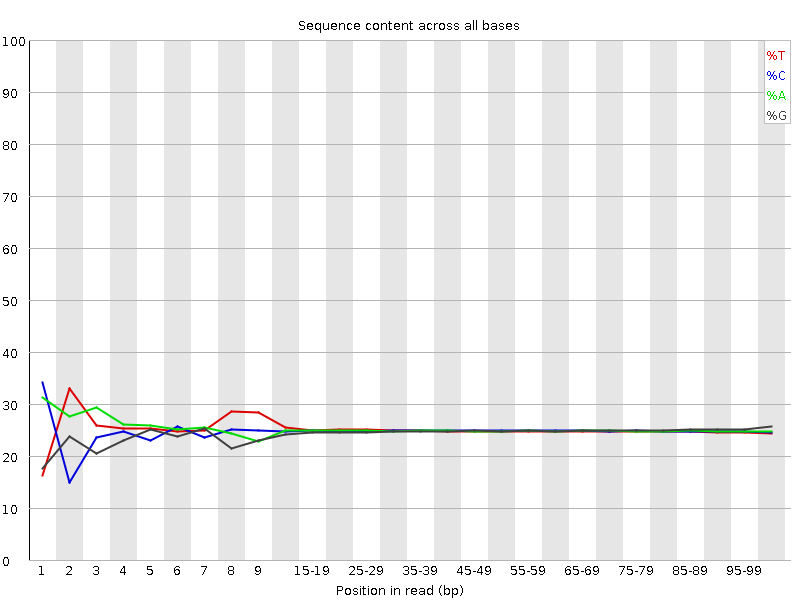 Sequence content across all bases
100
90
80
70
60
50
40
30
20
10
0
%T
%C
%A
%G
1 2 3 4 5 6 7 8 9 15-19 25-29 35-39 45-49 55-59 65-69 75-79 85-89 95-99
Position in read (bp)